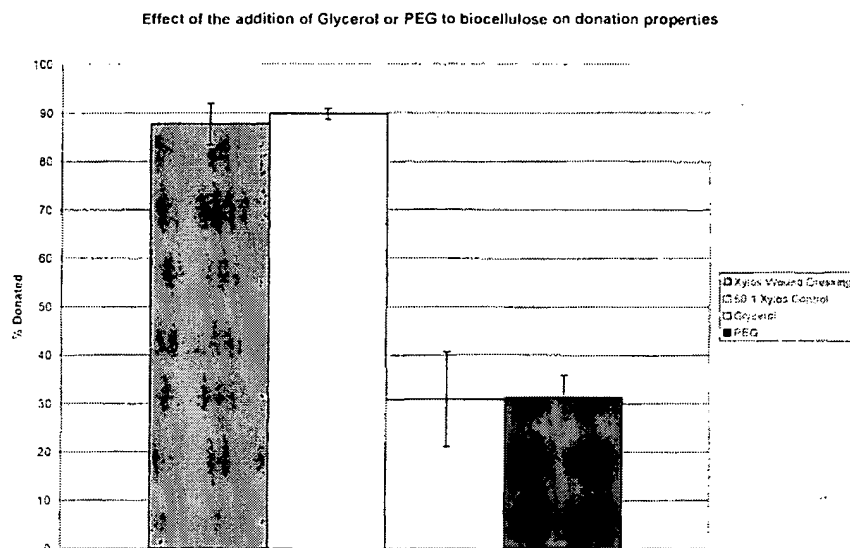 Effect of the addition of Glycerol or PEG to biocellulose on donation properties
100
90
80
70
60
50
40
30
20
10
0
% Donated
Xylos Wound Dressing
50:1 Xylos Control
Glycerol
PEG